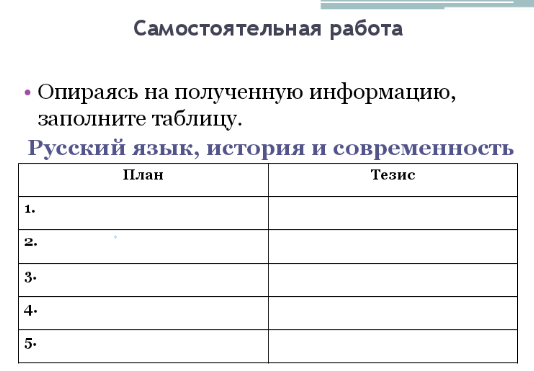 Самостоятельная работа
• Опираясь на полученную информацию,
заполните таблицу.
Русский язык, история и современность
План Тезис
1.
2.
3.
4.
5.